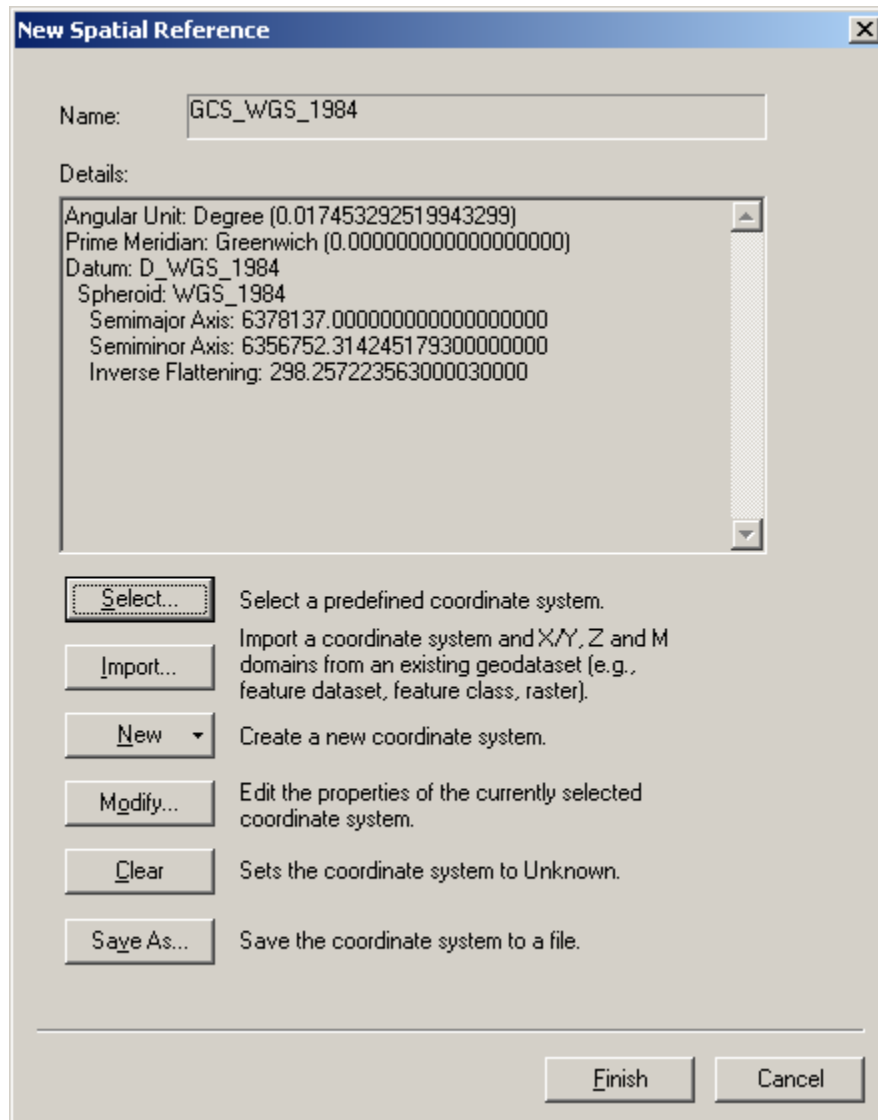 New Spatial Reference
Name: GCS_WGS_1984
Details:
Angular Unit: Degree (0.017453292519943299)
Prime Meridian: Greenwich (0.000000000000000000)
Datum: D_WGS_1984
Spheroid: WGS_1984
Semimajor Axis: 6378137.000000000000000000
Semiminor Axis: 6356752.314245179300000000
Inverse Flattening: 298.257223563000030000
Select... Select a predefined coordinate system.
Import a coordinate system and X/Y, Z and M
Import... domains from an existing geodataset (e.g.,
feature dataset, feature class, raster).
New Create a new coordinate system.
Modify... Edit the properties of the currently selected
coordinate system.
Clear Sets the coordinate system to Unknown.
Save As... Save the coordinate system to a file.
Finish Cancel